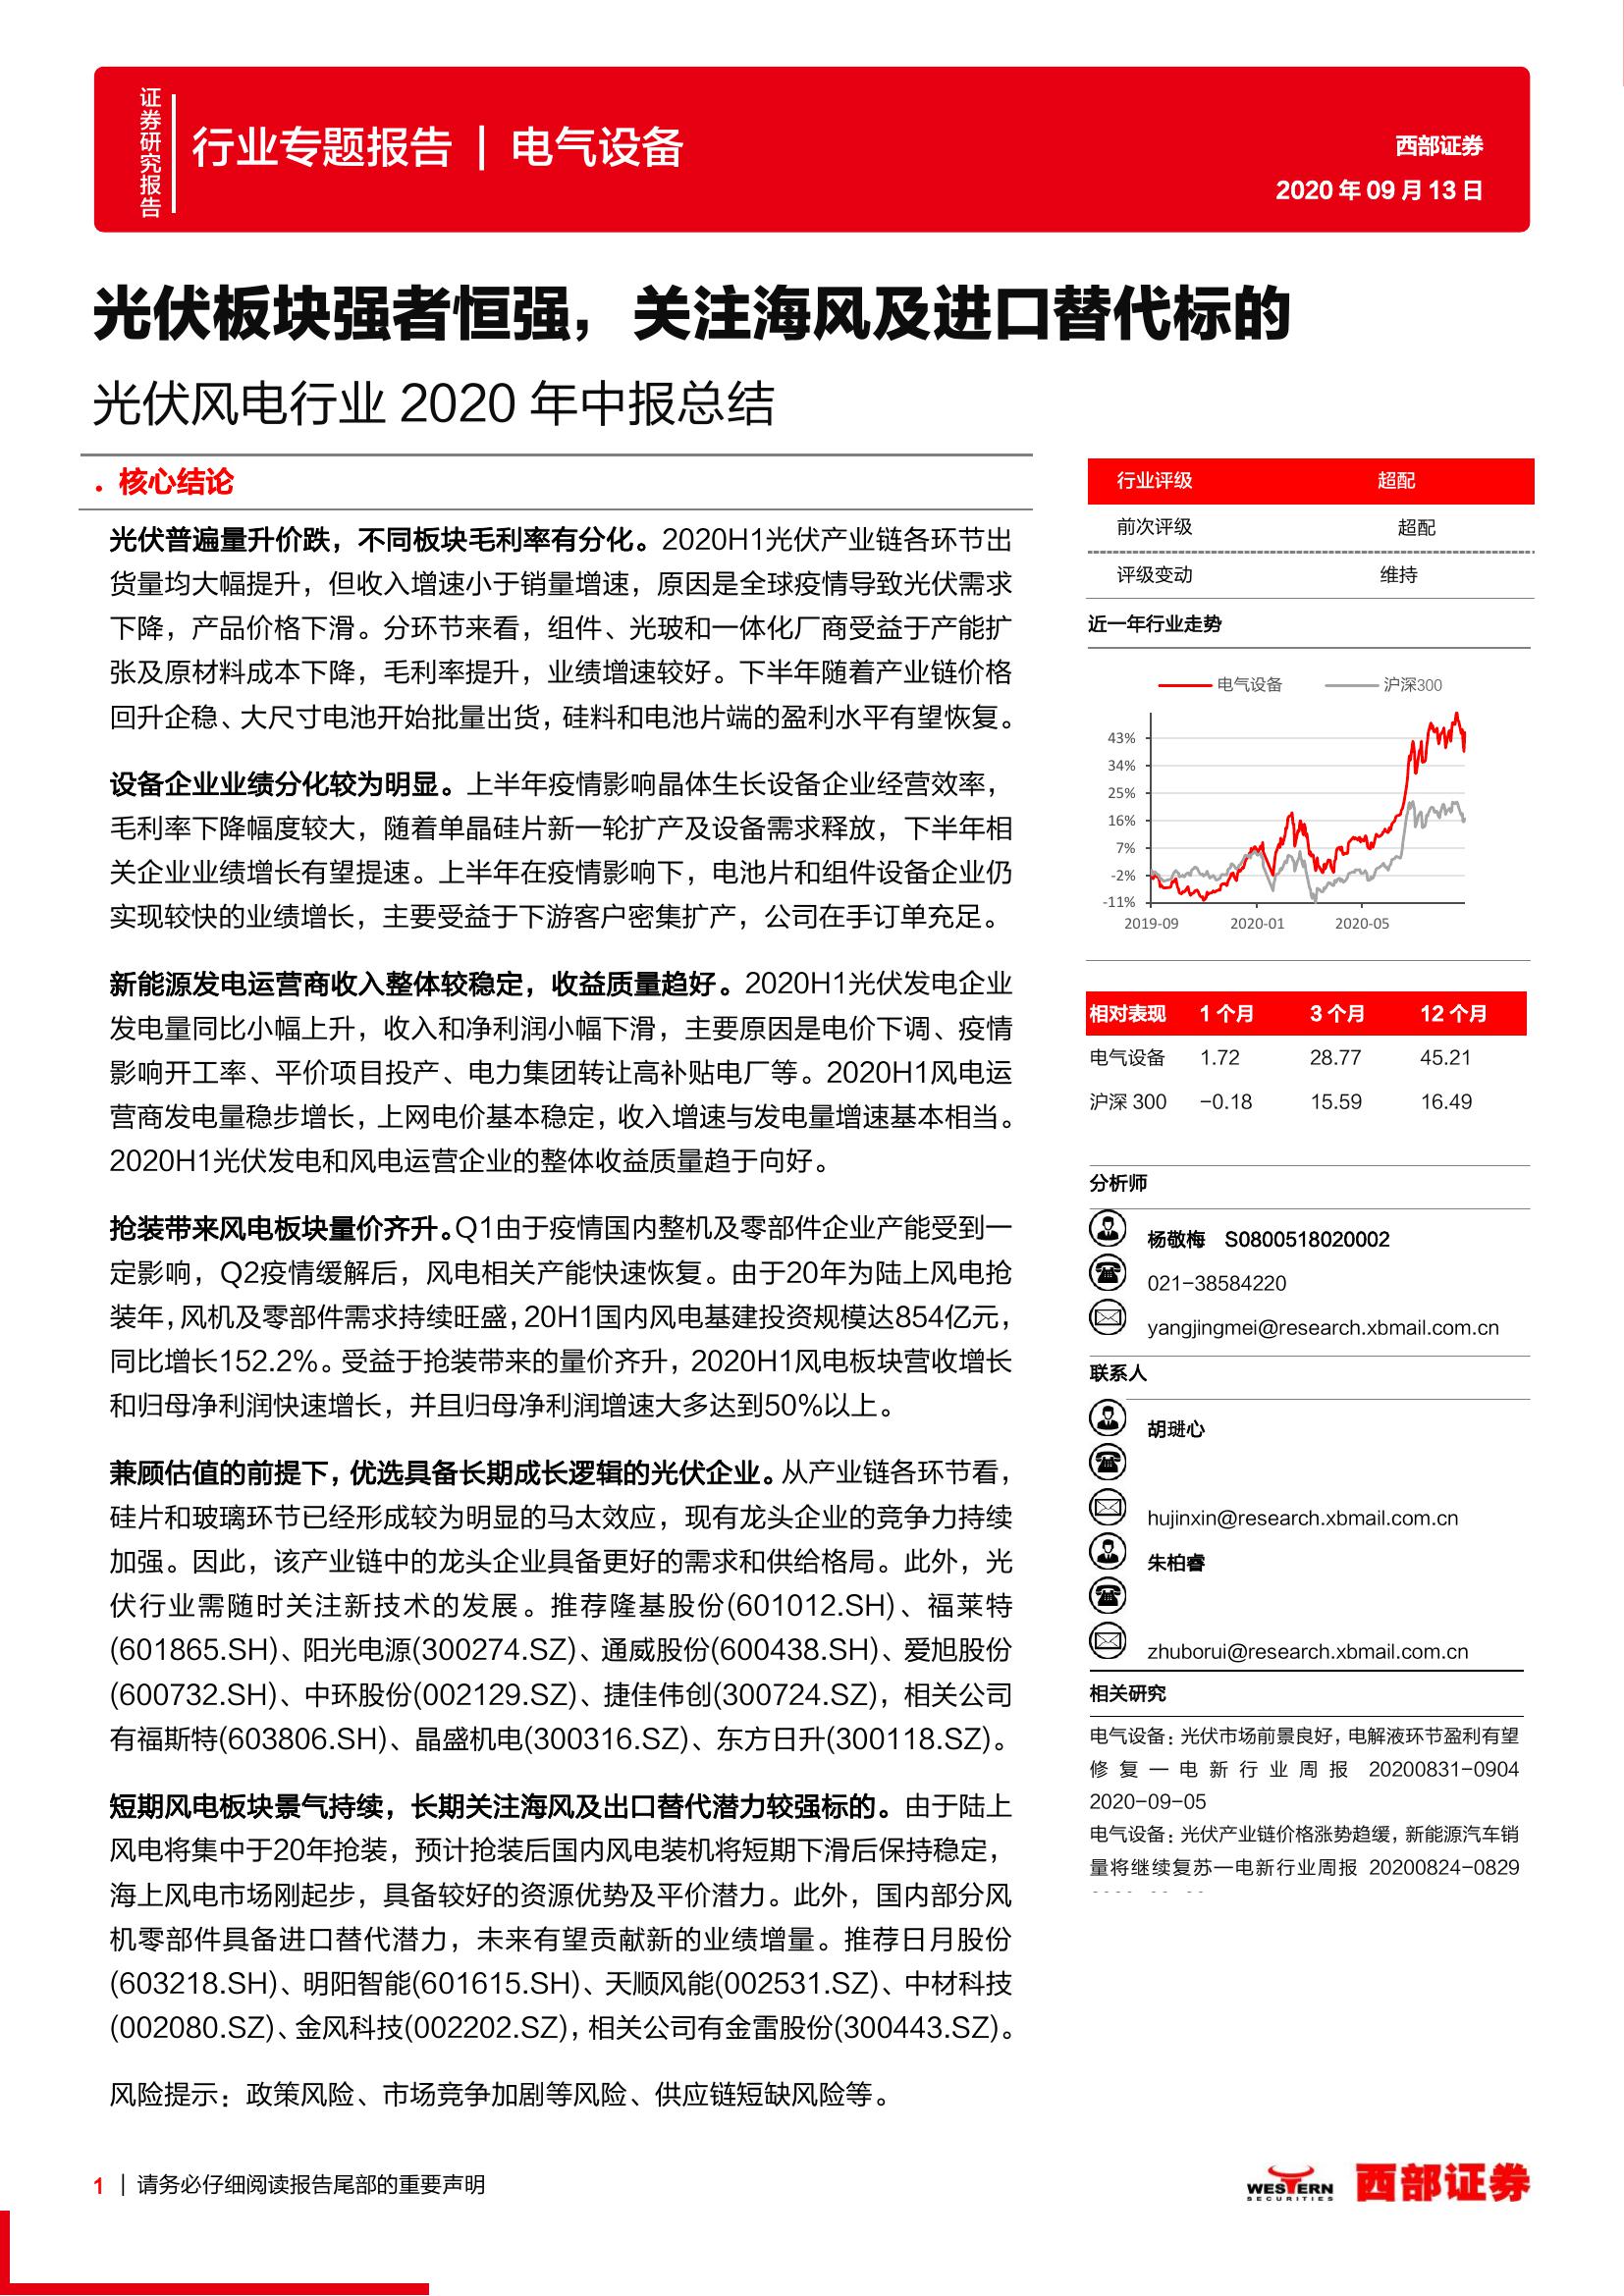 证券研究报告
行业专题报告 | 电气设备
西部证券
2020 年 09 月 13 日
光伏板块强者恒强，关注海风及进口替代标的
光伏风电行业 2020 年中报总结
• 核心结论
光伏普遍量升价跌，不同板块毛利率有分化。2020H1光伏产业链各环节出
货量均大幅提升，但收入增速小于销量增速，原因是全球疫情导致光伏需求
下降，产品价格下滑。分环节来看，组件、光玻和一体化厂商受益于产能扩
张及原材料成本下降，毛利率提升，业绩增速较好。下半年随着产业链价格
回升企稳、大尺寸电池开始批量出货，硅料和电池片端的盈利水平有望恢复。
设备企业业绩分化较为明显。上半年疫情影响晶体生长设备企业经营效率，
毛利率下降幅度较大，随着单晶硅片新一轮扩产及设备需求释放，下半年相
关企业业绩增长有望提速。上半年在疫情影响下，电池片和组件设备企业仍
实现较快的业绩增长，主要受益于下游客户密集扩产，公司在手订单充足。
新能源发电运营商收入整体较稳定，收益质量趋好。2020H1光伏发电企业
发电量同比小幅上升，收入和净利润小幅下滑，主要原因是电价下调、疫情
影响开工率、平价项目投产、电力集团转让高补贴电厂等。2020H1风电运
营商发电量稳步增长，上网电价基本稳定，收入增速与发电量增速基本相当。
2020H1光伏发电和风电运营企业的整体收益质量趋于向好。
抢装带来风电板块量价齐升。Q1由于疫情国内整机及零部件企业产能受到一
定影响，Q2疫情缓解后，风电相关产能快速恢复。由于20年为陆上风电抢
装年，风机及零部件需求持续旺盛，20H1国内风电基建投资规模达854亿元，
同比增长152.2%。受益于抢装带来的量价齐升，2020H1风电板块营收增长
和归母净利润快速增长，并且归母净利润增速大多达到50%以上。
兼顾估值的前提下，优选具备长期成长逻辑的光伏企业。从产业链各环节看，
硅片和玻璃环节已经形成较为明显的马太效应，现有龙头企业的竞争力持续
加强。因此，该产业链中的龙头企业具备更好的需求和供给格局。此外，光
伏行业需随时关注新技术的发展。推荐隆基股份(601012.SH)、福莱特
(601865.SH)、阳光电源(300274.SZ)、通威股份(600438.SH)、爱旭股份
(600732.SH)、中环股份(002129.SZ)、捷佳伟创(300724.SZ)，相关公司
有福斯特(603806.SH)、晶盛机电(300316.SZ)、东方日升(300118.SZ)。
短期风电板块景气持续，长期关注海风及出口替代潜力较强标的。由于陆上
风电将集中于20年抢装，预计抢装后国内风电装机将短期下滑后保持稳定，
海上风电市场刚起步，具备较好的资源优势及平价潜力。此外，国内部分风
机零部件具备进口替代潜力，未来有望贡献新的业绩增量。推荐日月股份
(603218.SH)、明阳智能(601615.SH)、天顺风能(002531.SZ)、中材科技
(002080.SZ)、金风科技(002202.SZ)，相关公司有金雷股份(300443.SZ)。
风险提示：政策风险、市场竞争加剧等风险、供应链短缺风险等。
行业评级 超配
前次评级 超配
评级变动 维持
近一年行业走势
电气设备 沪深300
43%
34%
25%
16%
7%
-2%
-11%
2019-09 2020-01 2020-05
相对表现 1 个月 3 个月 12 个月
电气设备 1.72 28.77 45.21
沪深 300 -0.18 15.59 16.49
分析师
杨敬梅 S0800518020002
021-38584220
yangjingmei@research.xbmail.com.cn
联系人
胡琎心
hujinxin@research.xbmail.com.cn
朱柏睿
zhuborui@research.xbmail.com.cn
相关研究
电气设备：光伏市场前景良好，电解液环节盈利有望
修复—电新行业周报 20200831-0904
2020-09-05
电气设备：光伏产业链价格涨势趋缓，新能源汽车销
量将继续复苏—电新行业周报 20200824-0829
1 | 请务必仔细阅读报告尾部的重要声明
WESTERN
SECURITIES
西部证券